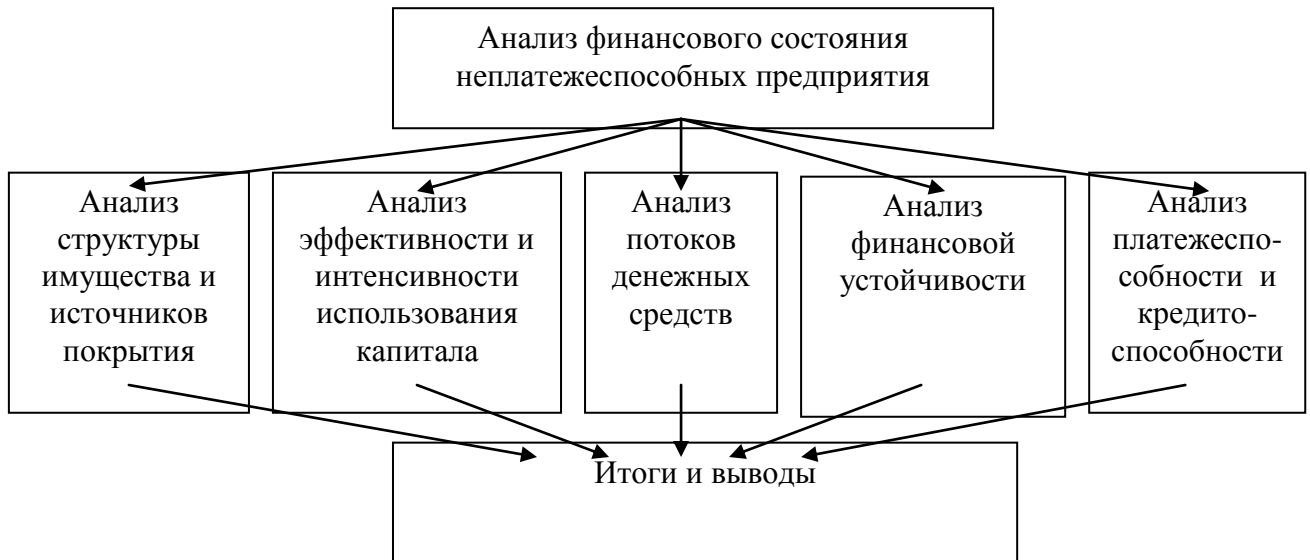 Анализ финансового состояния
неплатежеспособных предприятия
Анализ
структуры
имущества и
источников
покрытия
Анализ
эффективности и
интенсивности
использования
капитала
Анализ
потоков
денежных
средств
Анализ
финансовой
устойчивости
Анализ
платежеспо-
собности и
кредито-
способности
Итоги и выводы